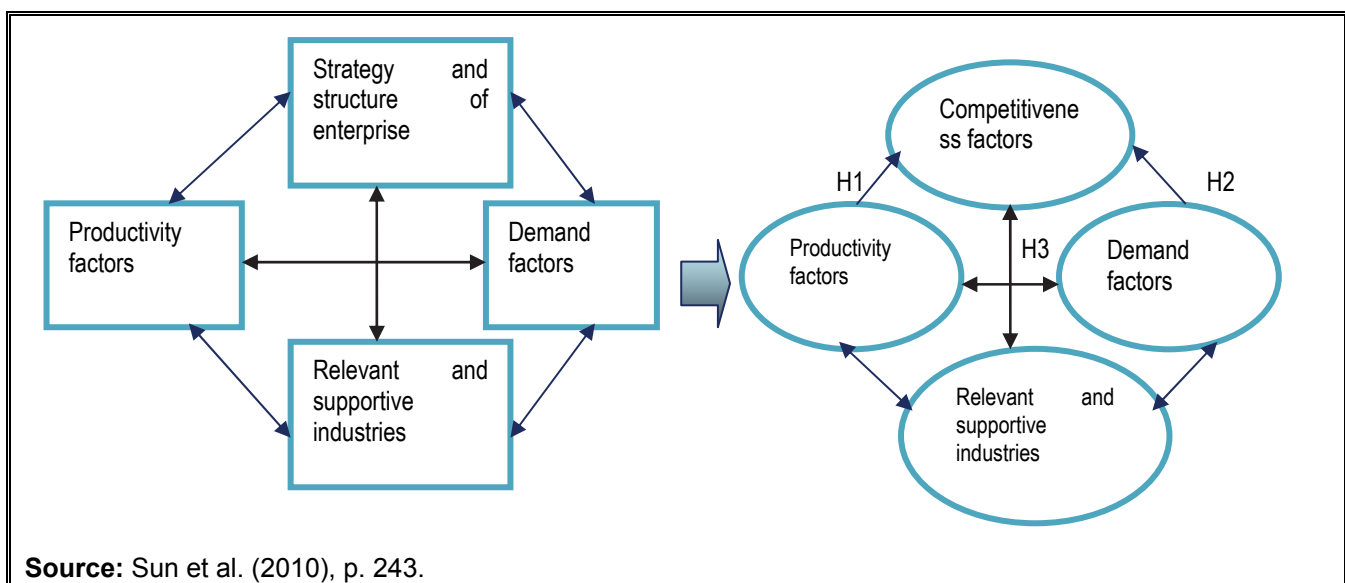 Strategy and
structure of
enterprise
Productivity
factors
Demand
factors
Relevant and
supportive
industries
Competitivene
ss factors
H1
H2
H3
Productivity
factors
Demand
factors
Relevant and
supportive
industries
Source: Sun et al. (2010), p. 243.